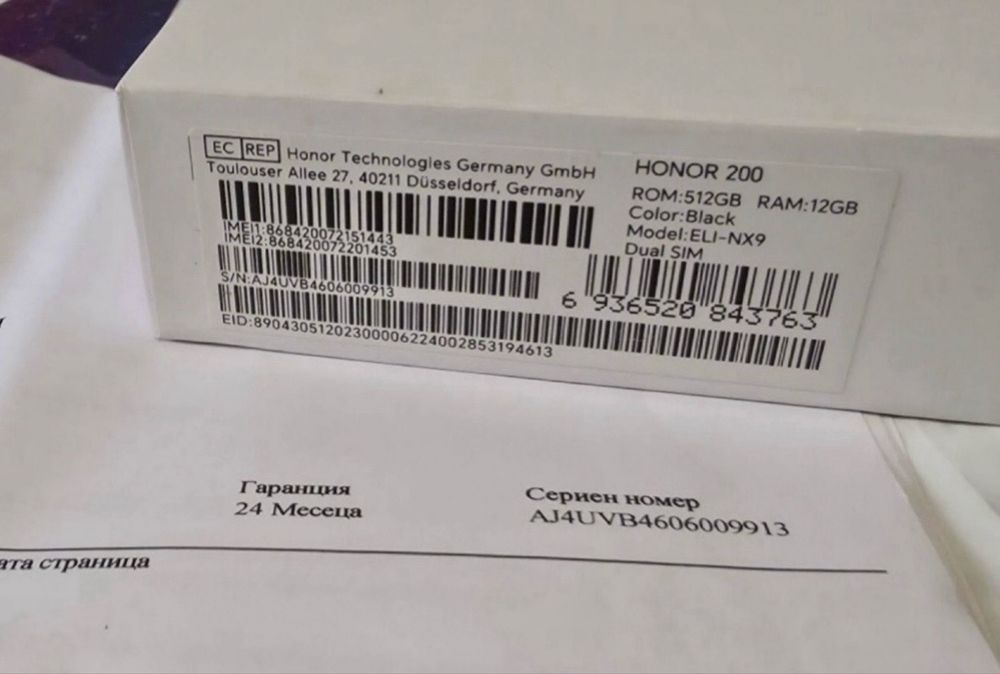 EC REP Honor Technologies Germany GmbH
Toulouser Allee 27, 40211 Düsseldorf, Germany
IMEI1:868420072151443
IMEI2:868420072201453
S/N:AJ4UVB4606009913
EID:89043051202300006224002853194613
HONOR 200
ROM:512GB RAM:12GB
Color:Black
Model:ELI-NX9
Dual SIM
6 936520 843763
Гаранция
24 Месеца
Сериен номер
AJ4UVB4606009913
страница